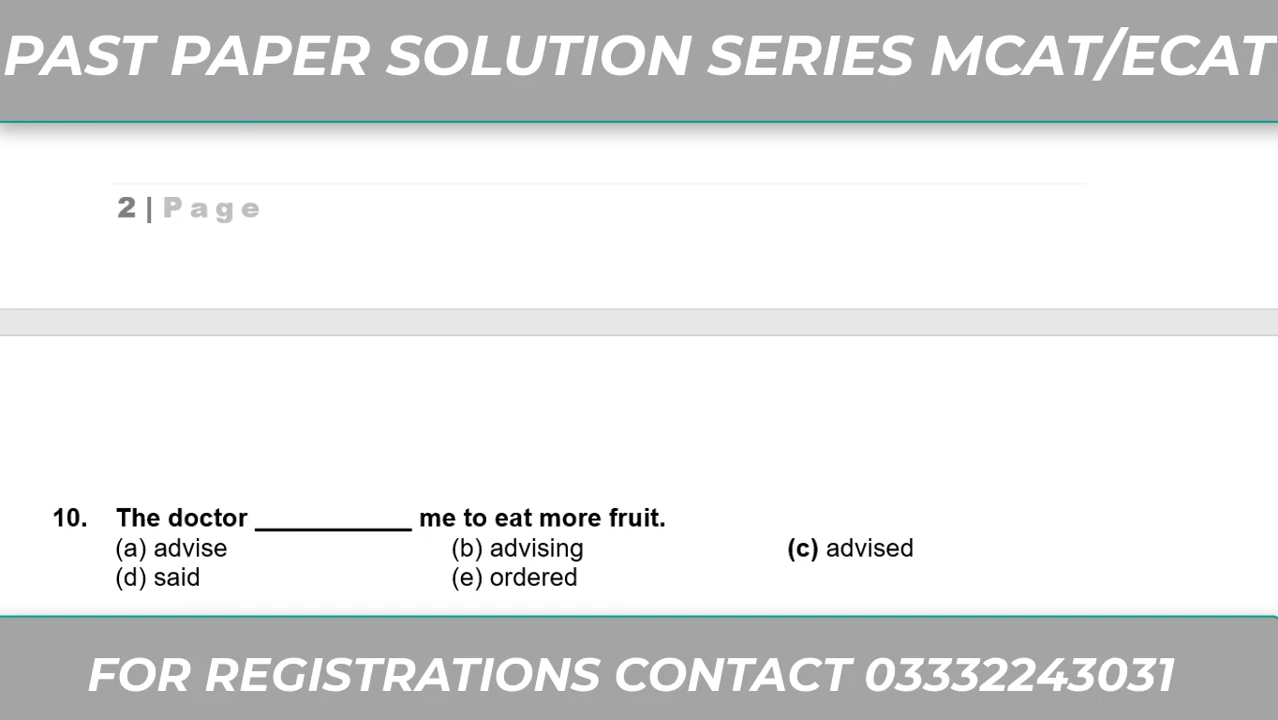 PAST PAPER SOLUTION SERIES MCAT/ECAT
2 | Page
10. The doctor ___________ me to eat more fruit.
(a) advise (b) advising (c) advised
(d) said (e) ordered
FOR REGISTRATIONS CONTACT 03332243031